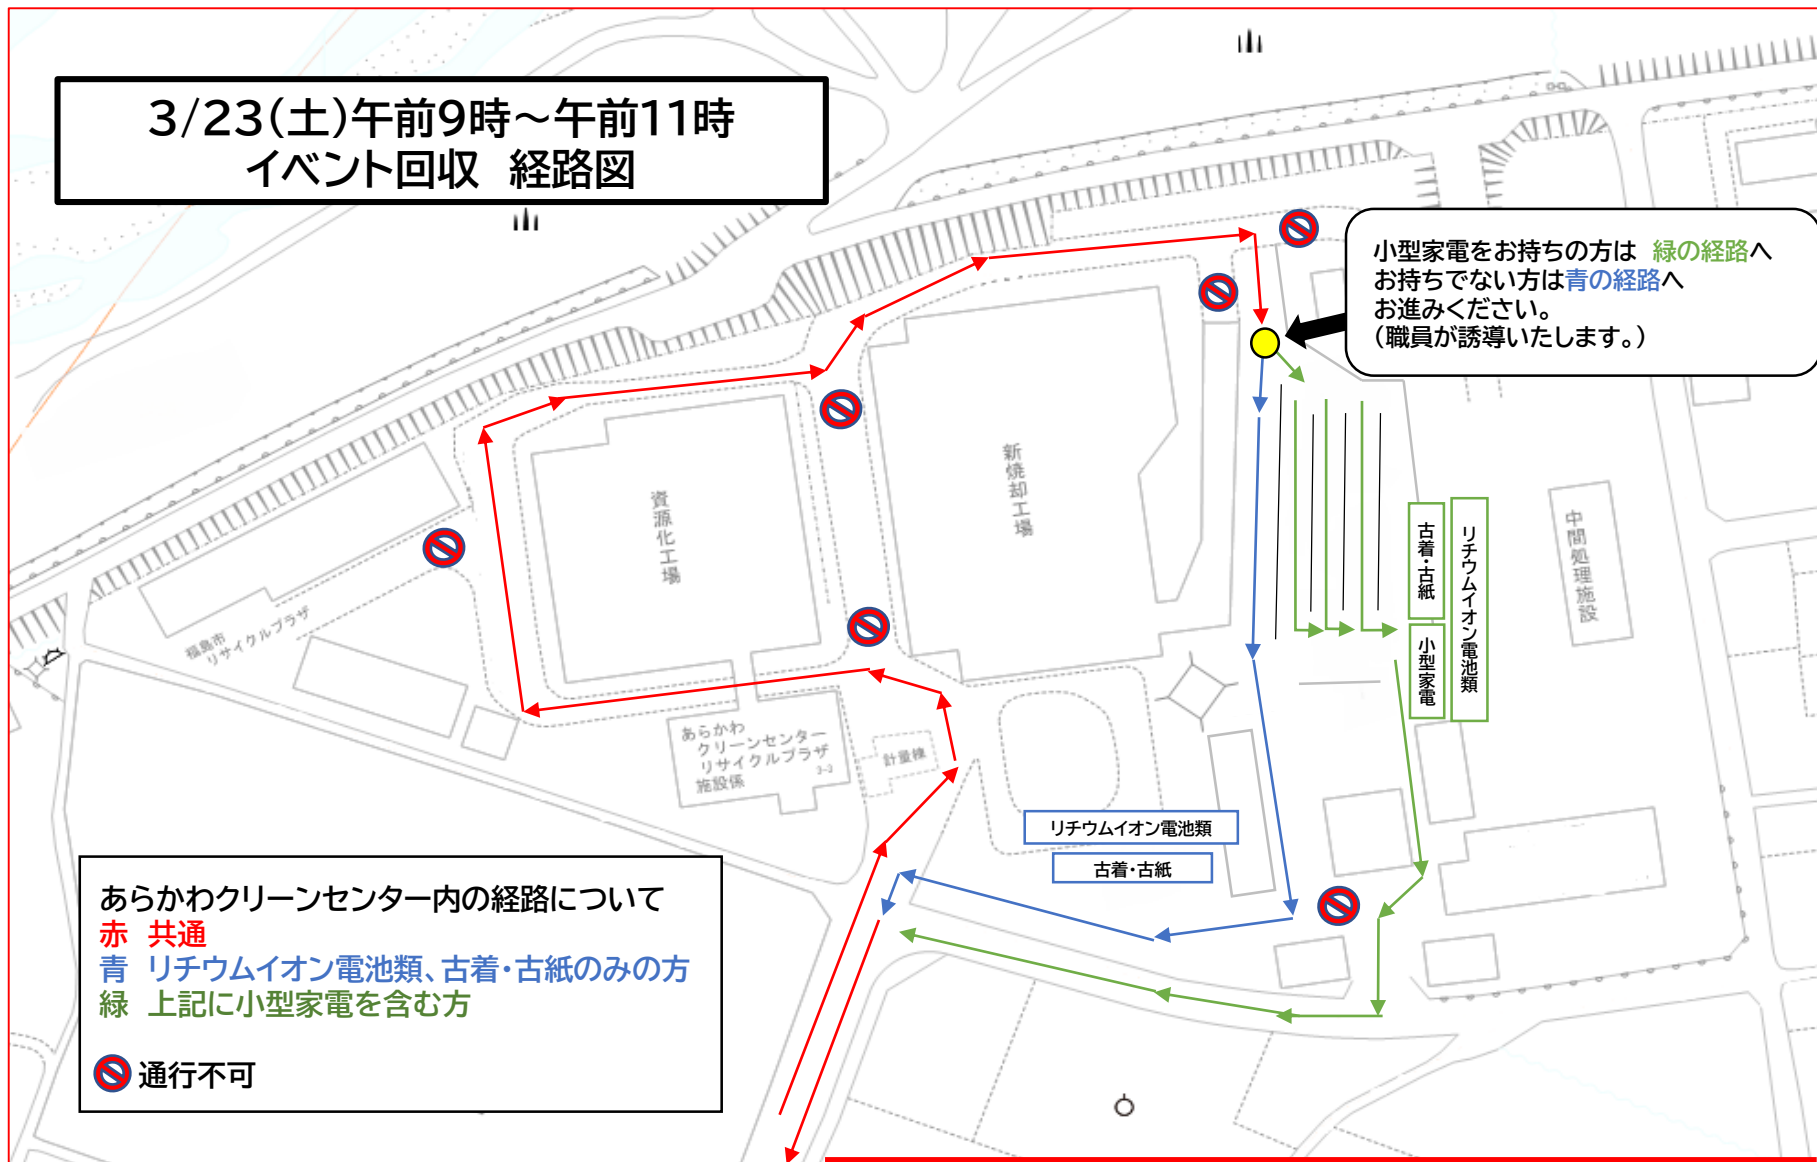 3/23(土)午前9時～午前11時
イベント回収　経路図
小型家電をお持ちの方は　緑の経路へ
お持ちでない方は青の経路へ
お進みください。
(職員が誘導いたします。)
資源化工場
新焼却工場
中間処理施設
古着・古紙
リチウムイオン電池類
小型家電
福島市
リサイクルプラザ
あらかわ
クリーンセンター
リサイクルプラザ
施設係
3-2
計量棟
リチウムイオン電池類
古着・古紙
あらかわクリーンセンター内の経路について
赤　共通
青　リチウムイオン電池類、古着・古紙のみの方
緑　上記に小型家電を含む方
通行不可